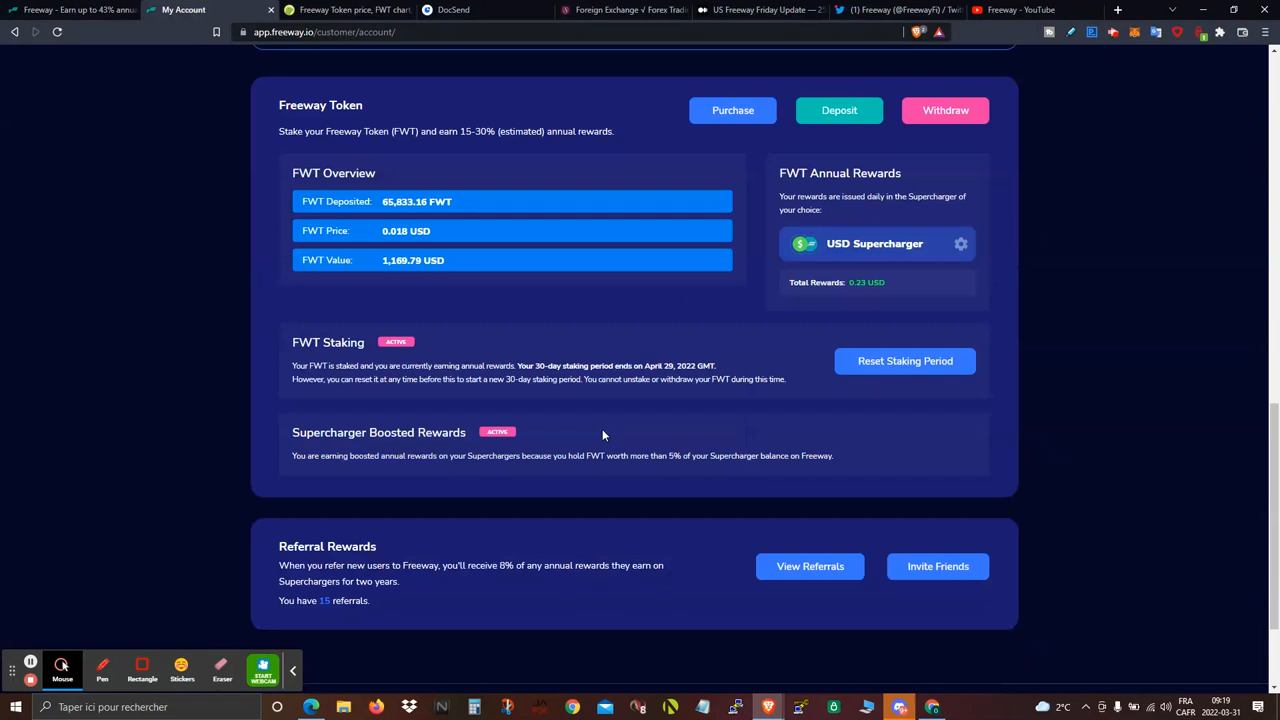 Freeway - Earn up to 43% annual
My Account
Freeway Token price, FWT chart,
DocSend
Foreign Exchange √ Forex Tradi
US Freeway Friday Update — 25
(1) Freeway (@FreewayFi) / Twi
Freeway - YouTube
app.freeway.io/customer/account/
Freeway Token
Purchase
Deposit
Withdraw
Stake your Freeway Token (FWT) and earn 15-30% (estimated) annual rewards.
FWT Overview
FWT Deposited: 65,833.16 FWT
FWT Price: 0.018 USD
FWT Value: 1,169.79 USD
FWT Annual Rewards
Your rewards are issued daily in the Supercharger of
your choice:
USD Supercharger
Total Rewards: 0.23 USD
FWT Staking ACTIVE
Your FWT is staked and you are currently earning annual rewards. Your 30-day staking period ends on April 29, 2022 GMT.
However, you can reset it at any time before this to start a new 30-day staking period. You cannot unstake or withdraw your FWT during this time.
Reset Staking Period
Supercharger Boosted Rewards ACTIVE
You are earning boosted annual rewards on your Superchargers because you hold FWT worth more than 5% of your Supercharger balance on Freeway.
Referral Rewards
When you refer new users to Freeway, you'll receive 8% of any annual rewards they earn on
Superchargers for two years.
You have 15 referrals.
View Referrals
Invite Friends
Mouse
Pen
Rectangle
Stickers
Eraser
START
WEBCAM
Taper ici pour rechercher
2°C
FRA
CAFR
09:19
2022-03-31